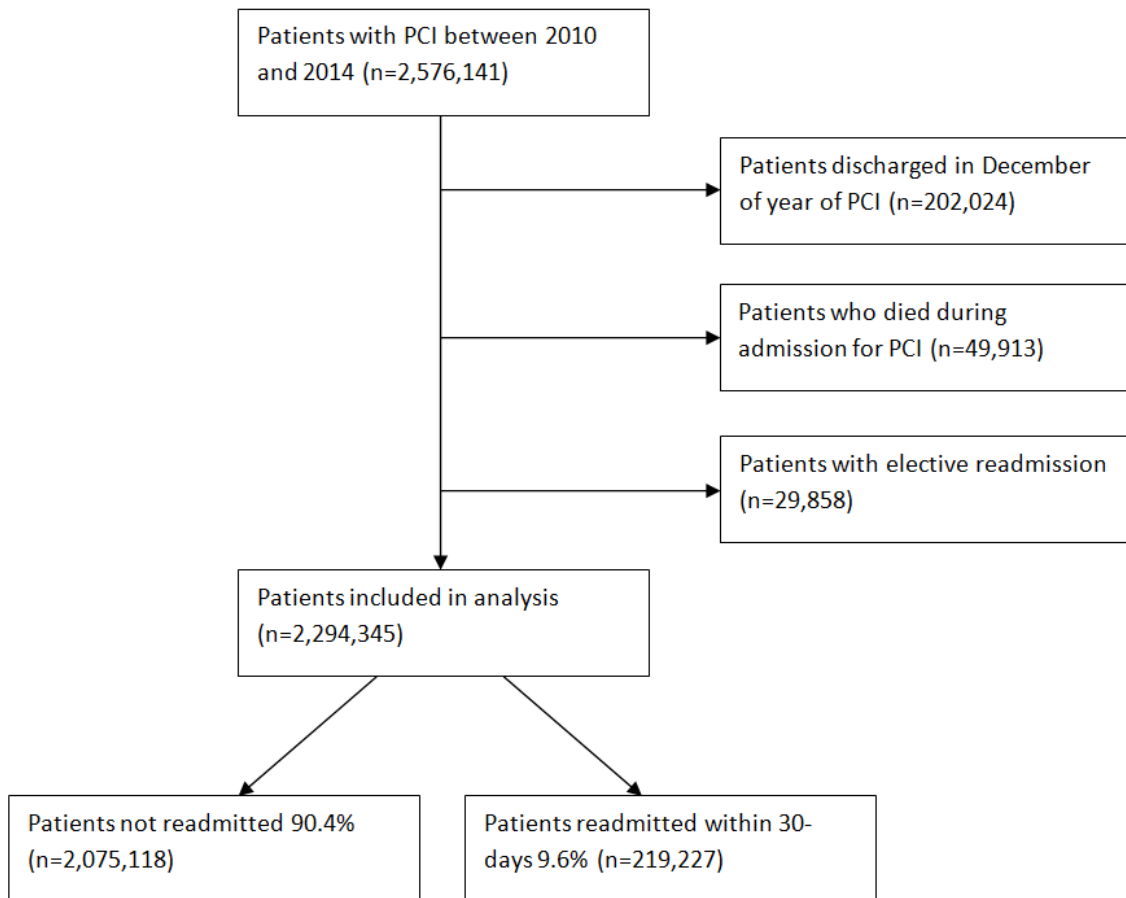 Patients with PCI between 2010
and 2014 (n=2,576,141)
Patients discharged in December
of year of PCI (n=202,024)
Patients who died during
admission for PCI (n=49,913)
Patients with elective readmission
(n=29,858)
Patients included in analysis
(n=2,294,345)
Patients not readmitted 90.4%
(n=2,075,118)
Patients readmitted within 30-
days 9.6% (n=219,227)